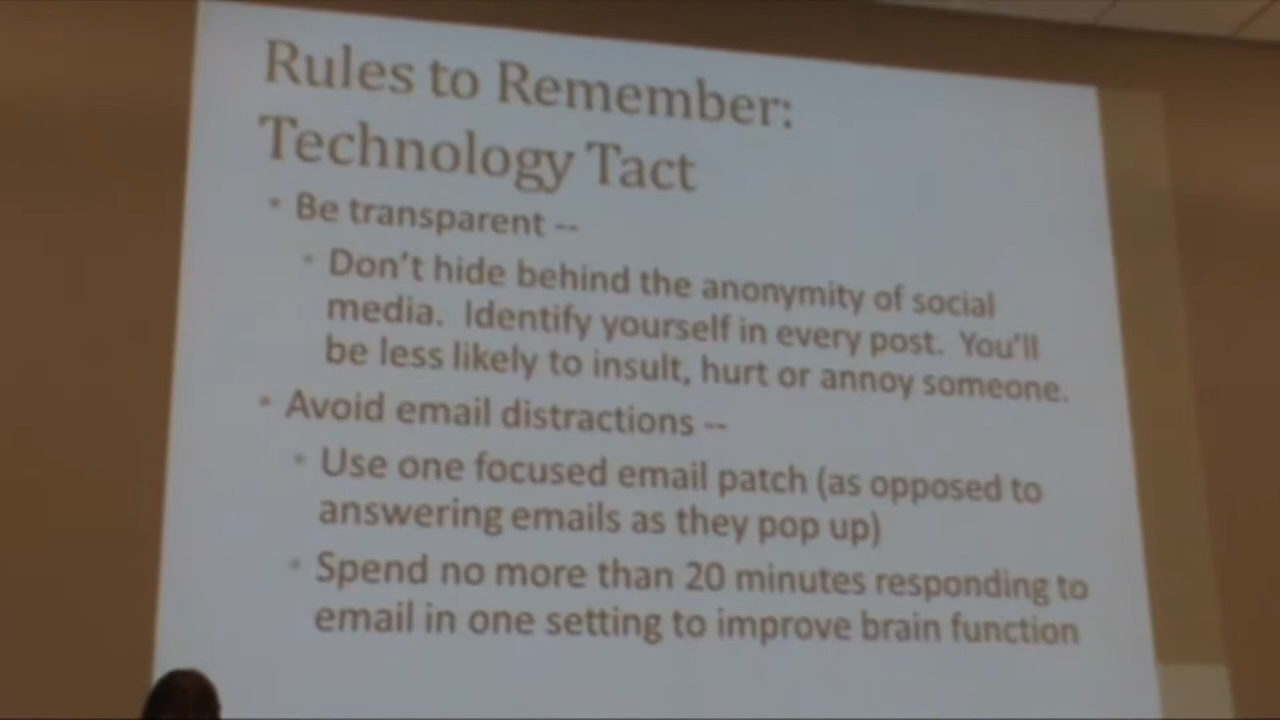 Rules to Remember:
Technology Tact
• Be transparent --
• Don't hide behind the anonymity of social
media.  Identify yourself in every post.  You'll
be less likely to insult, hurt or annoy someone.
• Avoid email distractions --
• Use one focused email patch (as opposed to
answering emails as they pop up)
• Spend no more than 20 minutes responding to
email in one setting to improve brain function